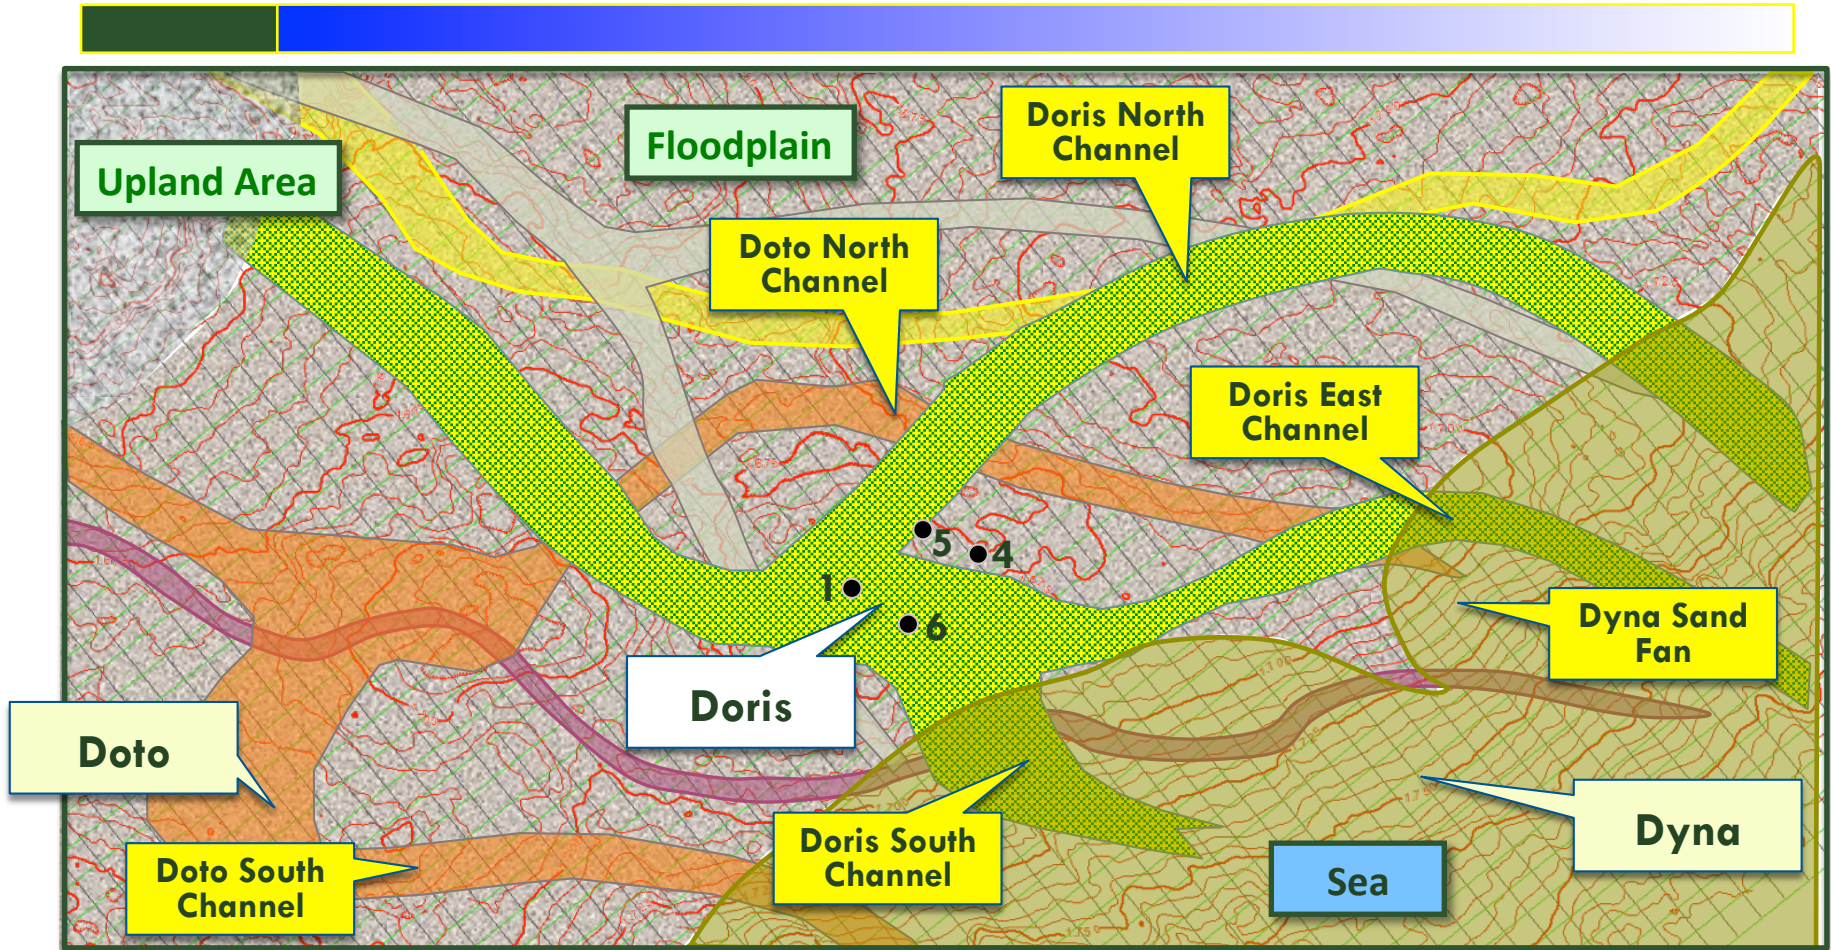 Doris North
Channel
Floodplain
Upland Area
Doto North
Channel
Doris East
Channel
5
4
1
6
Dyna Sand
Fan
Doris
Doto
Dyna
Doris South
Channel
Doto South
Channel
Sea